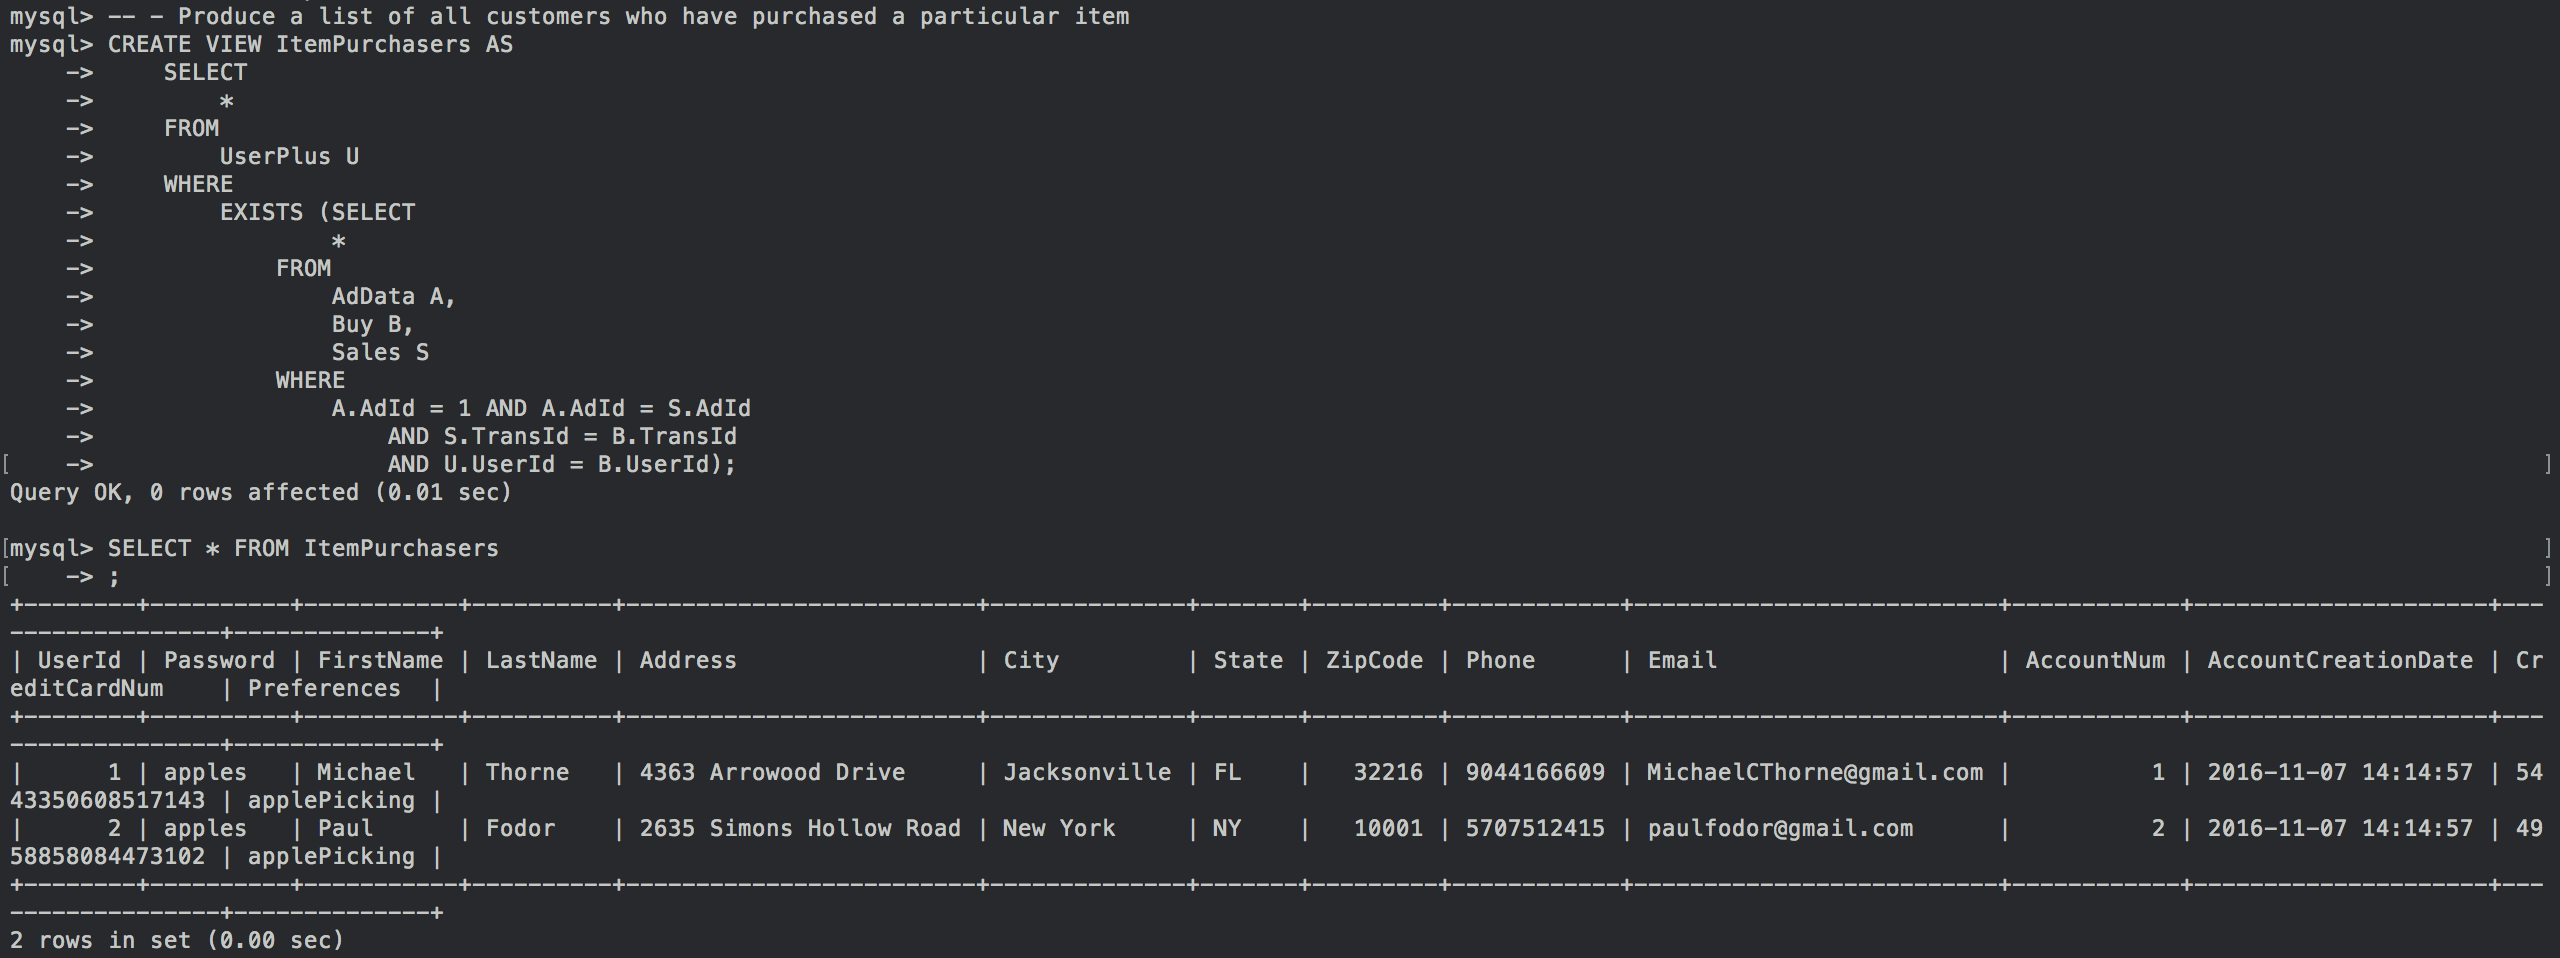 mysql> -- - Produce a list of all customers who have purchased a particular item
mysql> CREATE VIEW ItemPurchasers AS
    ->     SELECT
    ->         *
    ->     FROM
    ->         UserPlus U
    ->     WHERE
    ->         EXISTS (SELECT
    ->                 *
    ->             FROM
    ->                 AdData A,
    ->                 Buy B,
    ->                 Sales S
    ->             WHERE
    ->                 A.AdId = 1 AND A.AdId = S.AdId
    ->                     AND S.TransId = B.TransId
[    ->                     AND U.UserId = B.UserId); ]
Query OK, 0 rows affected (0.01 sec)
[mysql> SELECT * FROM ItemPurchasers ]
[    -> ; ]
+--------+----------+-----------+----------+-------------------------+--------------+-------+---------+------------+--------------------------+------------+---------------------+---
---------------+--------------+
| UserId | Password | FirstName | LastName | Address                 | City         | State | ZipCode | Phone      | Email                    | AccountNum | AccountCreationDate | Cr
editCardNum    | Preferences  |
+--------+----------+-----------+----------+-------------------------+--------------+-------+---------+------------+--------------------------+------------+---------------------+---
---------------+--------------+
|      1 | apples   | Michael   | Thorne   | 4363 Arrowood Drive     | Jacksonville | FL    |   32216 | 9044166609 | MichaelCThorne@gmail.com |          1 | 2016-11-07 14:14:57 | 54
43350608517143 | applePicking |
|      2 | apples   | Paul      | Fodor    | 2635 Simons Hollow Road | New York     | NY    |   10001 | 5707512415 | paulfodor@gmail.com      |          2 | 2016-11-07 14:14:57 | 49
58858084473102 | applePicking |
+--------+----------+-----------+----------+-------------------------+--------------+-------+---------+------------+--------------------------+------------+---------------------+---
---------------+--------------+
2 rows in set (0.00 sec)